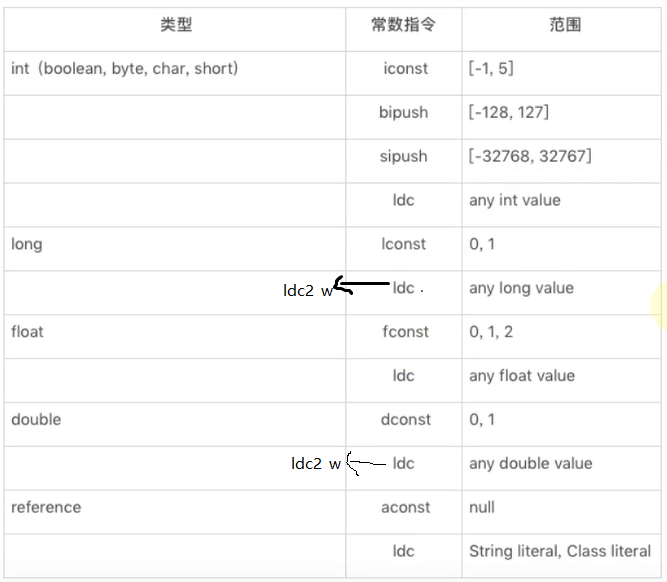 类型 常数指令 范围
int（boolean, byte, char, short） iconst [-1, 5]
bipush [-128, 127]
sipush [-32768, 32767]
ldc any int value
long lconst 0, 1
ldc2 w ldc . any long value
float fconst 0, 1, 2
ldc any float value
double dconst 0, 1
ldc2 w ldc any double value
reference aconst null
ldc String literal, Class literal